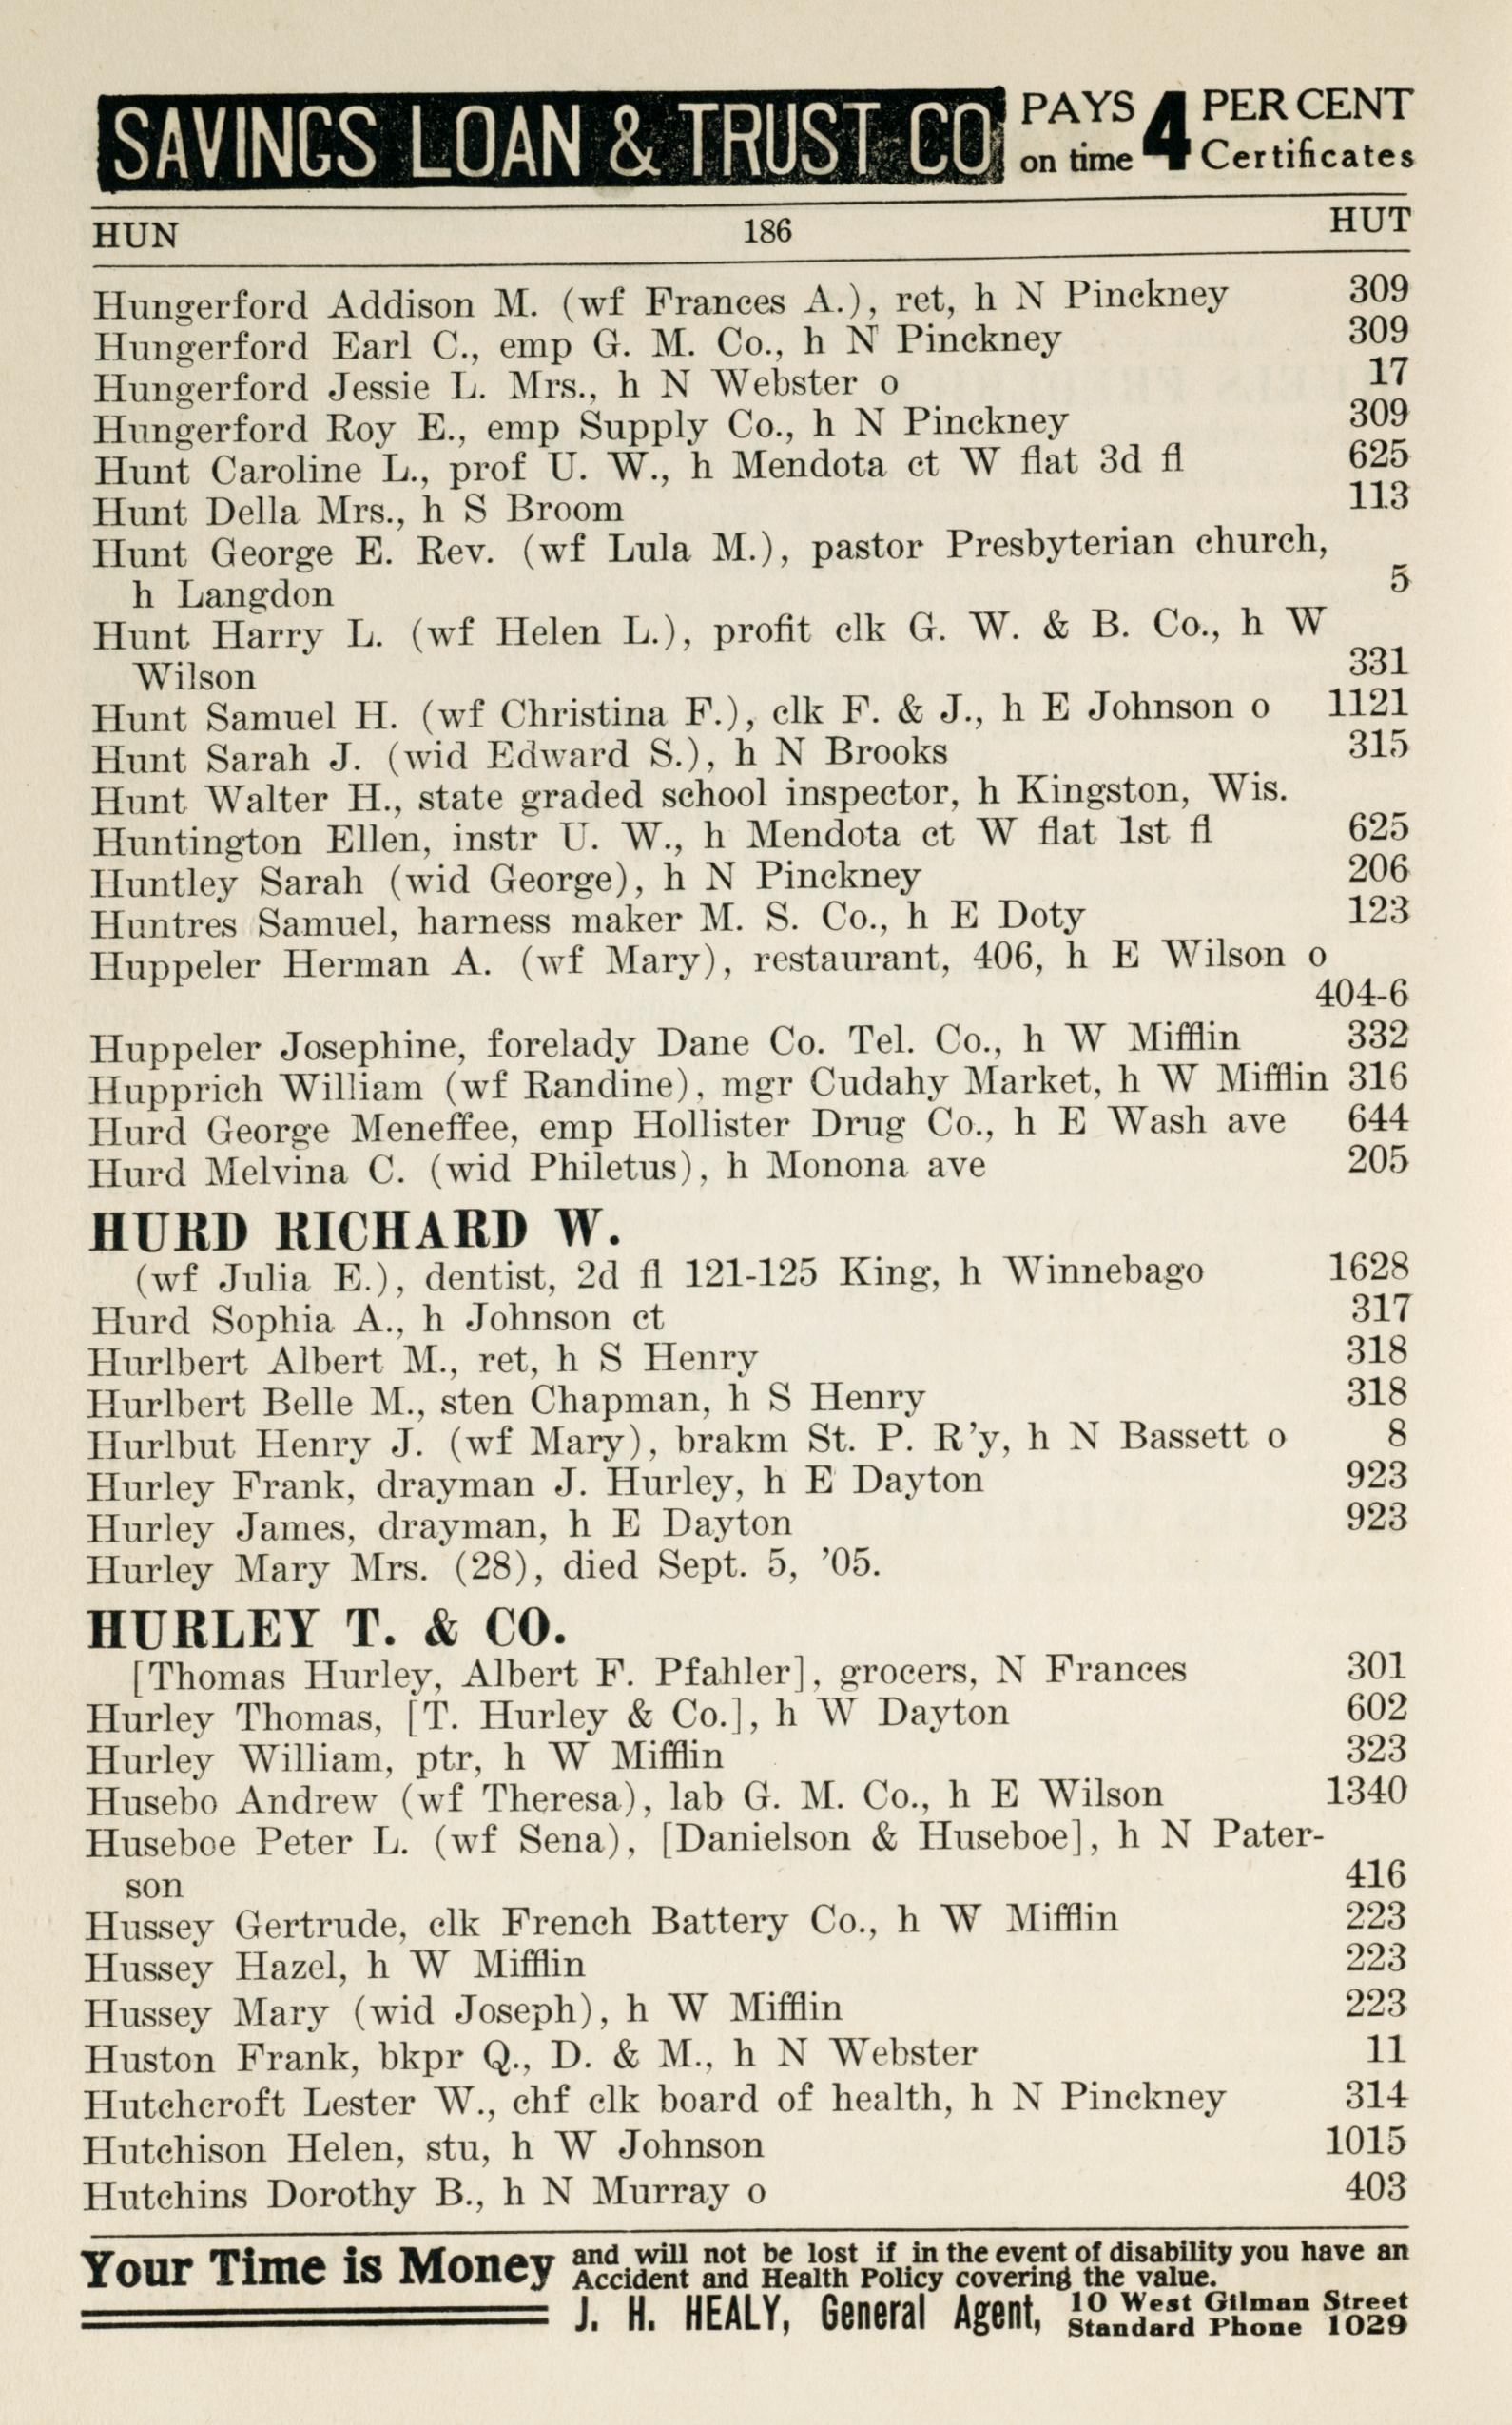 SAVINGS LOAN & TRUST CO PAYS on time 4 PER CENT Certificates
HUN 186 HUT
Hungerford Addison M. (wf Frances A.), ret, h N Pinckney 309
Hungerford Earl C., emp G. M. Co., h N Pinckney 309
Hungerford Jessie L. Mrs., h N Webster o 17
Hungerford Roy E., emp Supply Co., h N Pinckney 309
Hunt Caroline L., prof U. W., h Mendota ct W flat 3d fl 625
Hunt Della Mrs., h S Broom 113
Hunt George E. Rev. (wf Lula M.), pastor Presbyterian church,
h Langdon 5
Hunt Harry L. (wf Helen L.), profit clk G. W. & B. Co., h W
Wilson 331
Hunt Samuel H. (wf Christina F.), clk F. & J., h E Johnson o 1121
Hunt Sarah J. (wid Edward S.), h N Brooks 315
Hunt Walter H., state graded school inspector, h Kingston, Wis.
Huntington Ellen, instr U. W., h Mendota ct W flat 1st fl 625
Huntley Sarah (wid George), h N Pinckney 206
Huntres Samuel, harness maker M. S. Co., h E Doty 123
Huppeler Herman A. (wf Mary), restaurant, 406, h E Wilson o
404-6
Huppeler Josephine, forelady Dane Co. Tel. Co., h W Mifflin 332
Hupprich William (wf Randine), mgr Cudahy Market, h W Mifflin 316
Hurd George Meneffee, emp Hollister Drug Co., h E Wash ave 644
Hurd Melvina C. (wid Philetus), h Monona ave 205
HURD RICHARD W.
(wf Julia E.), dentist, 2d fl 121-125 King, h Winnebago 1628
Hurd Sophia A., h Johnson ct 317
Hurlbert Albert M., ret, h S Henry 318
Hurlbert Belle M., sten Chapman, h S Henry 318
Hurlbut Henry J. (wf Mary), brakm St. P. R'y, h N Bassett o 8
Hurley Frank, drayman J. Hurley, h E Dayton 923
Hurley James, drayman, h E Dayton 923
Hurley Mary Mrs. (28), died Sept. 5, '05.
HURLEY T. & CO.
[Thomas Hurley, Albert F. Pfahler], grocers, N Frances 301
Hurley Thomas, [T. Hurley & Co.], h W Dayton 602
Hurley William, ptr, h W Mifflin 323
Husebo Andrew (wf Theresa), lab G. M. Co., h E Wilson 1340
Huseboe Peter L. (wf Sena), [Danielson & Huseboe], h N Pater-
son 416
Hussey Gertrude, clk French Battery Co., h W Mifflin 223
Hussey Hazel, h W Mifflin 223
Hussey Mary (wid Joseph), h W Mifflin 223
Huston Frank, bkpr Q., D. & M., h N Webster 11
Hutchcroft Lester W., chf clk board of health, h N Pinckney 314
Hutchison Helen, stu, h W Johnson 1015
Hutchins Dorothy B., h N Murray o 403
Your Time is Money and will not be lost if in the event of disability you have an
Accident and Health Policy covering the value.
J. H. HEALY, General Agent, 10 West Gilman Street
Standard Phone 1029